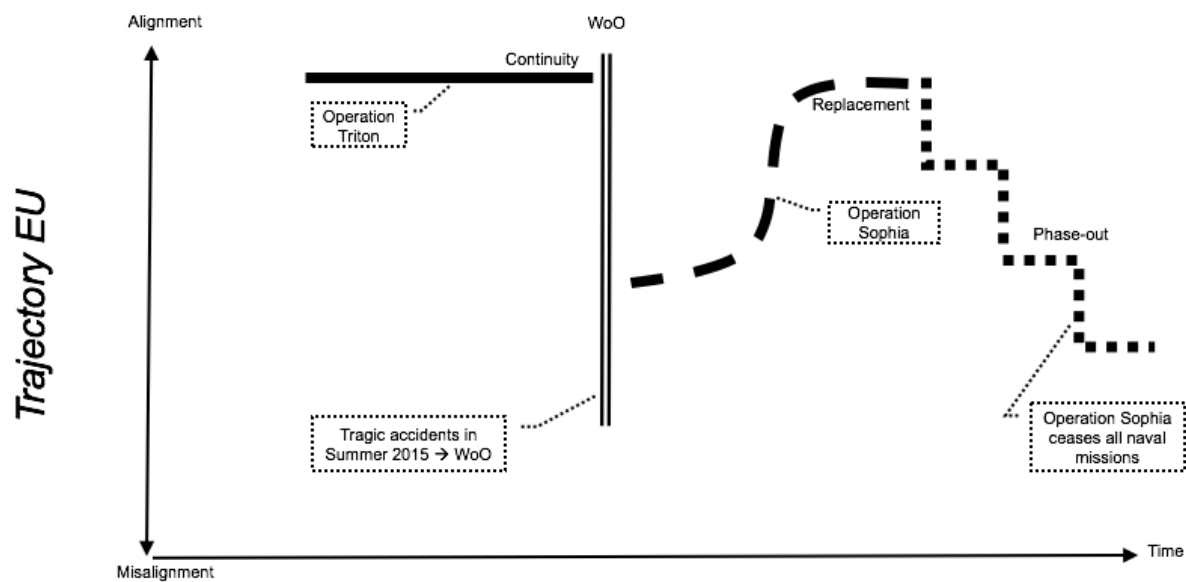 Alignment
WoO
Continuity
Operation
Triton
Replacement
Operation
Sophia
Phase-out
Trajectory EU
Tragic accidents in
Summer 2015 → WoO
Operation Sophia
ceases all naval
missions
Time
Misalignment